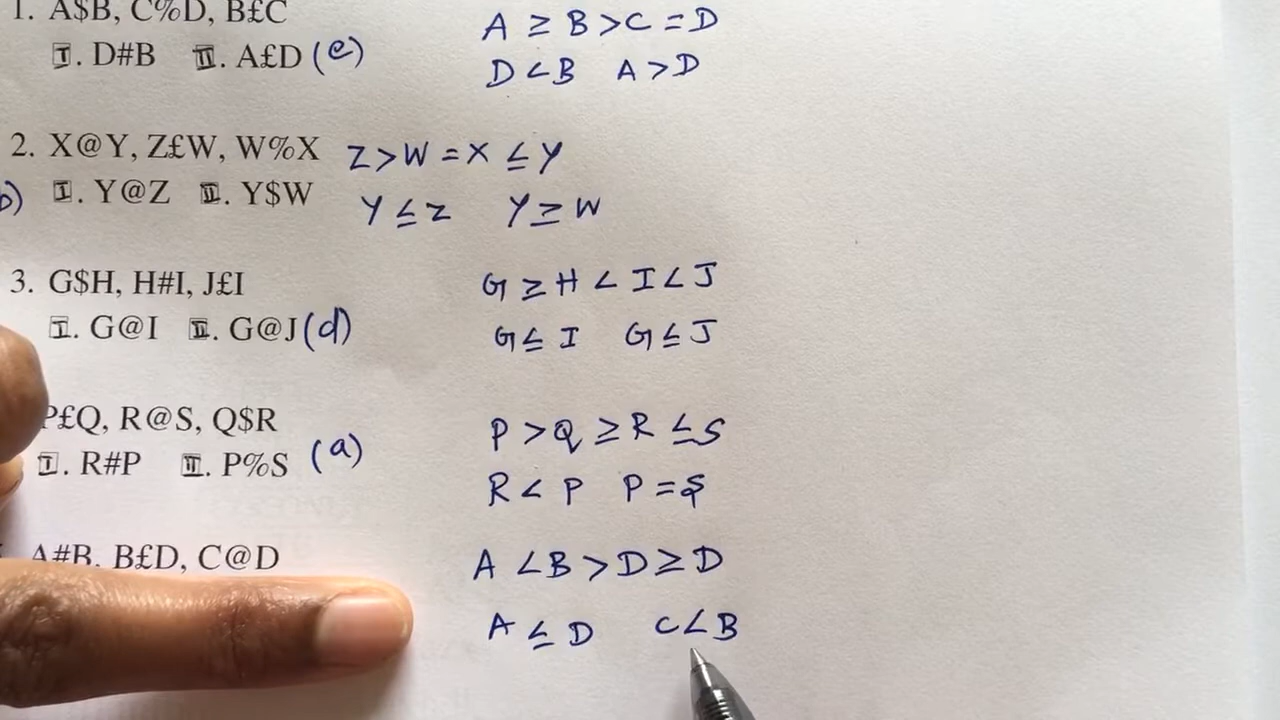 1. A$B, C%D, B£C A ≥ B > C = D
I. D#B II. A£D (e) D < B A > D
2. X@Y, Z£W, W%X Z > W = X ≤ Y
b) I. Y@Z II. Y$W Y ≤ Z Y ≥ W
3. G$H, H#I, J£I G ≥ H < I < J
I. G@I II. G@J (d) G ≤ I G ≤ J
P£Q, R@S, Q$R P > Q ≥ R ≤ S
I. R#P II. P%S (a) R < P P = S
A#B, B£D, C@D A < B > D ≥ D
A ≤ D C < B